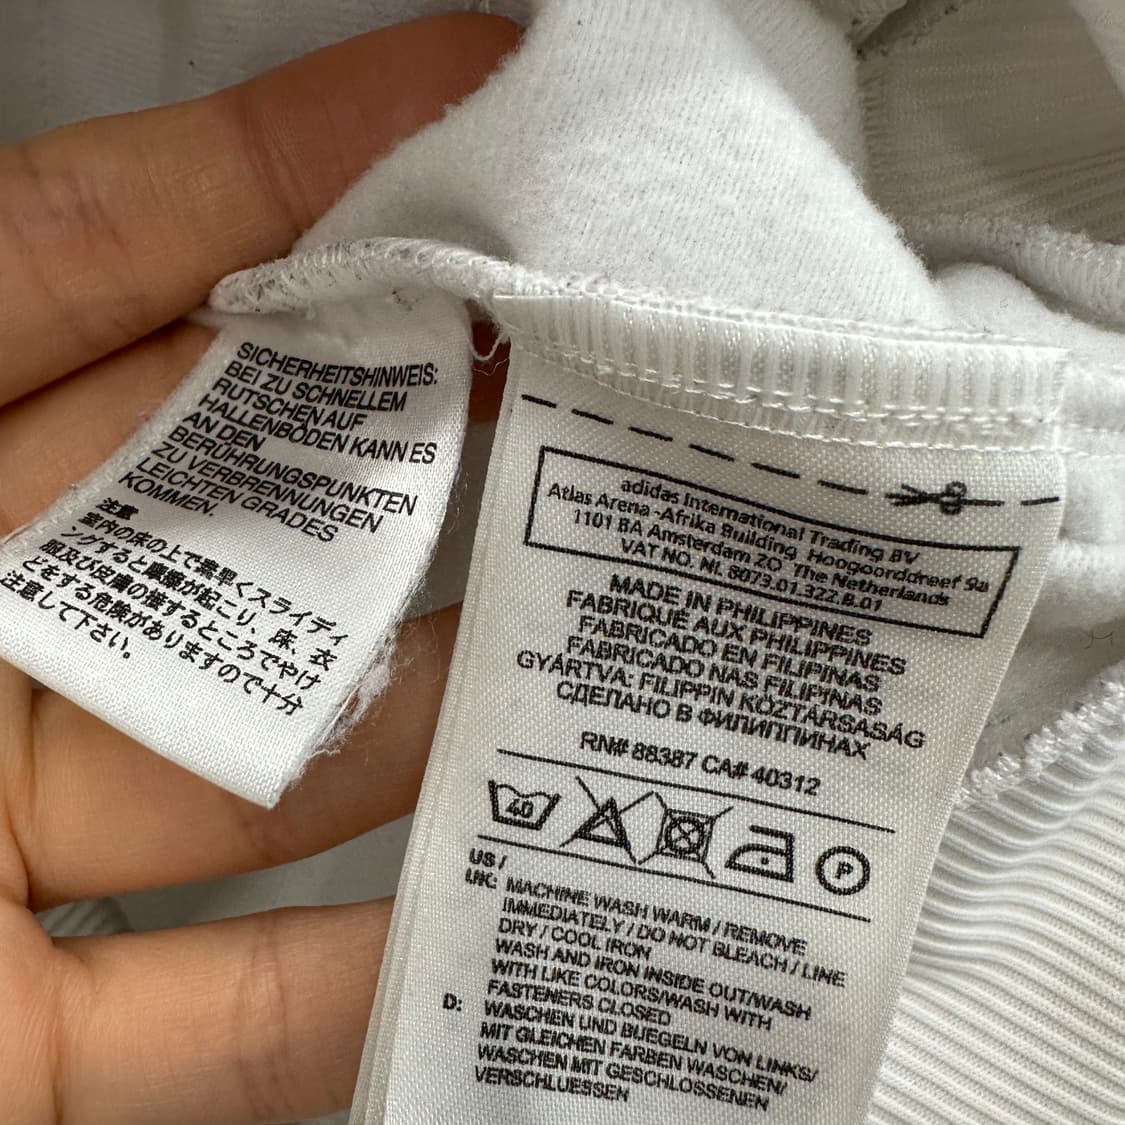 SICHERHEITSHINWEIS:
BEI ZU SCHNELLEM
RUTSCHEN AUF
HALLENBÖDEN KANN ES
AN DEN
BERÜHRUNGSPUNKTEN
ZU VERBRENNUNGEN
LEICHTEN GRADES
KOMMEN.
注意
室内の床の上で素早くスライディ
ングすると摩擦が起こり、床、衣
服及び皮膚の接するところでやけ
どをする危険がありますので十分
注意して下さい。
adidas International Trading BV
Atlas Arena -Afrika Building Hoogoorddreef 9a
1101 BA Amsterdam ZO The Netherlands
VAT NO. NL 8073.01.322.B.01
MADE IN PHILIPPINES
FABRIQUÉ AUX PHILIPPINES
FABRICADO EN FILIPINAS
FABRICADO NAS FILIPINAS
GYÁRTVA: FILIPPIN KÖZTÁRSASÁG
СДЕЛАНО В ФИЛИППИНАХ
RN# 88387 CA# 40312
40 P
US /
UK: MACHINE WASH WARM / REMOVE
IMMEDIATELY / DO NOT BLEACH / LINE
DRY / COOL IRON
WASH AND IRON INSIDE OUT/WASH
WITH LIKE COLORS/WASH WITH
FASTENERS CLOSED
D: WASCHEN UND BUEGELN VON LINKS/
MIT GLEICHEN FARBEN WASCHEN/
WASCHEN MIT GESCHLOSSENEN
VERSCHLUESSEN